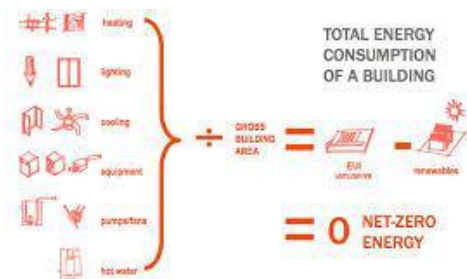 heating
lighting
cooling
equipment
pumps/fans
hot water
÷
GROSS
BUILDING
AREA
=
TOTAL ENERGY
CONSUMPTION
OF A BUILDING
EUI
-
renewables
= 0 NET-ZERO
ENERGY